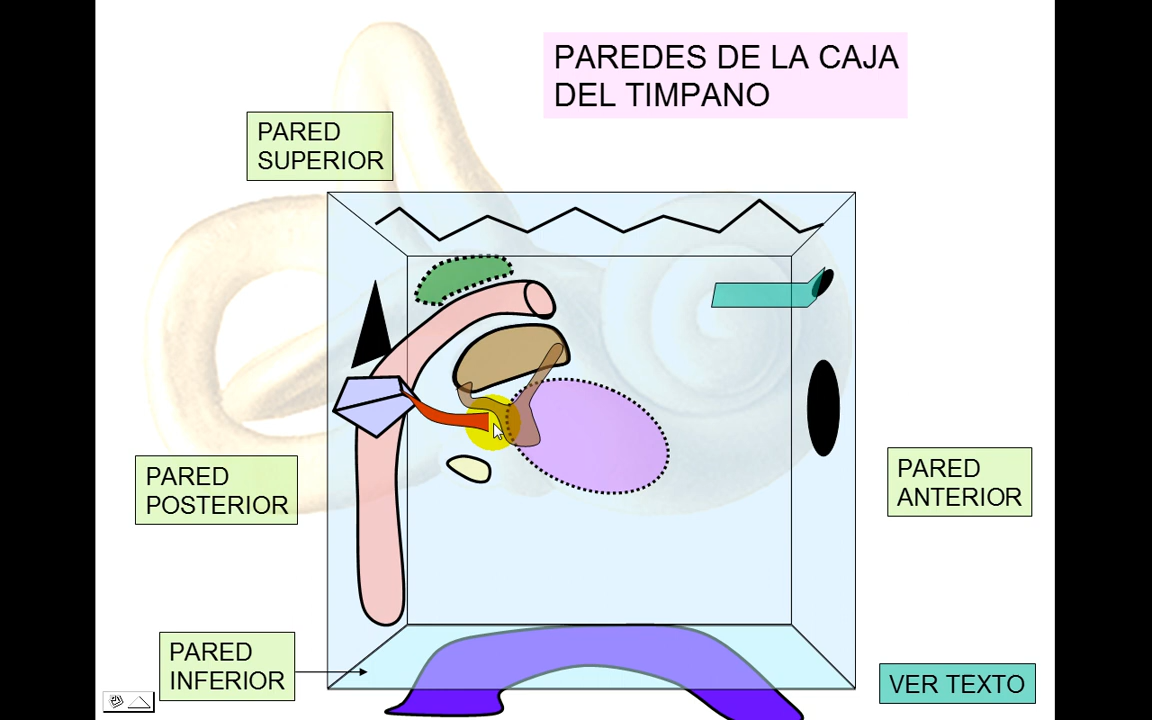 PAREDES DE LA CAJA
DEL TIMPANO
PARED
SUPERIOR
PARED
POSTERIOR
PARED
ANTERIOR
PARED
INFERIOR
VER TEXTO